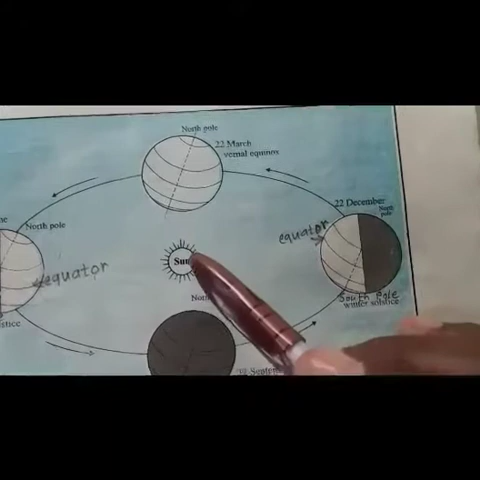 North pole
22 March
vernal equinox
22 December
North
pole
North pole
equator
equator
Sun
South Pole
winter solstice